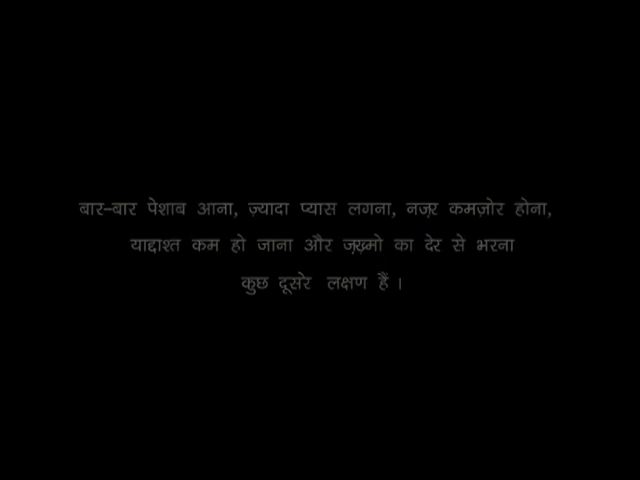 बार-बार पेशाब आना, ज़्यादा प्यास लगना, नज़र कमज़ोर होना,
याद्दाश्त कम हो जाना और ज़ख़्मो का देर से भरना
कुछ दूसरे लक्षण हैं ।